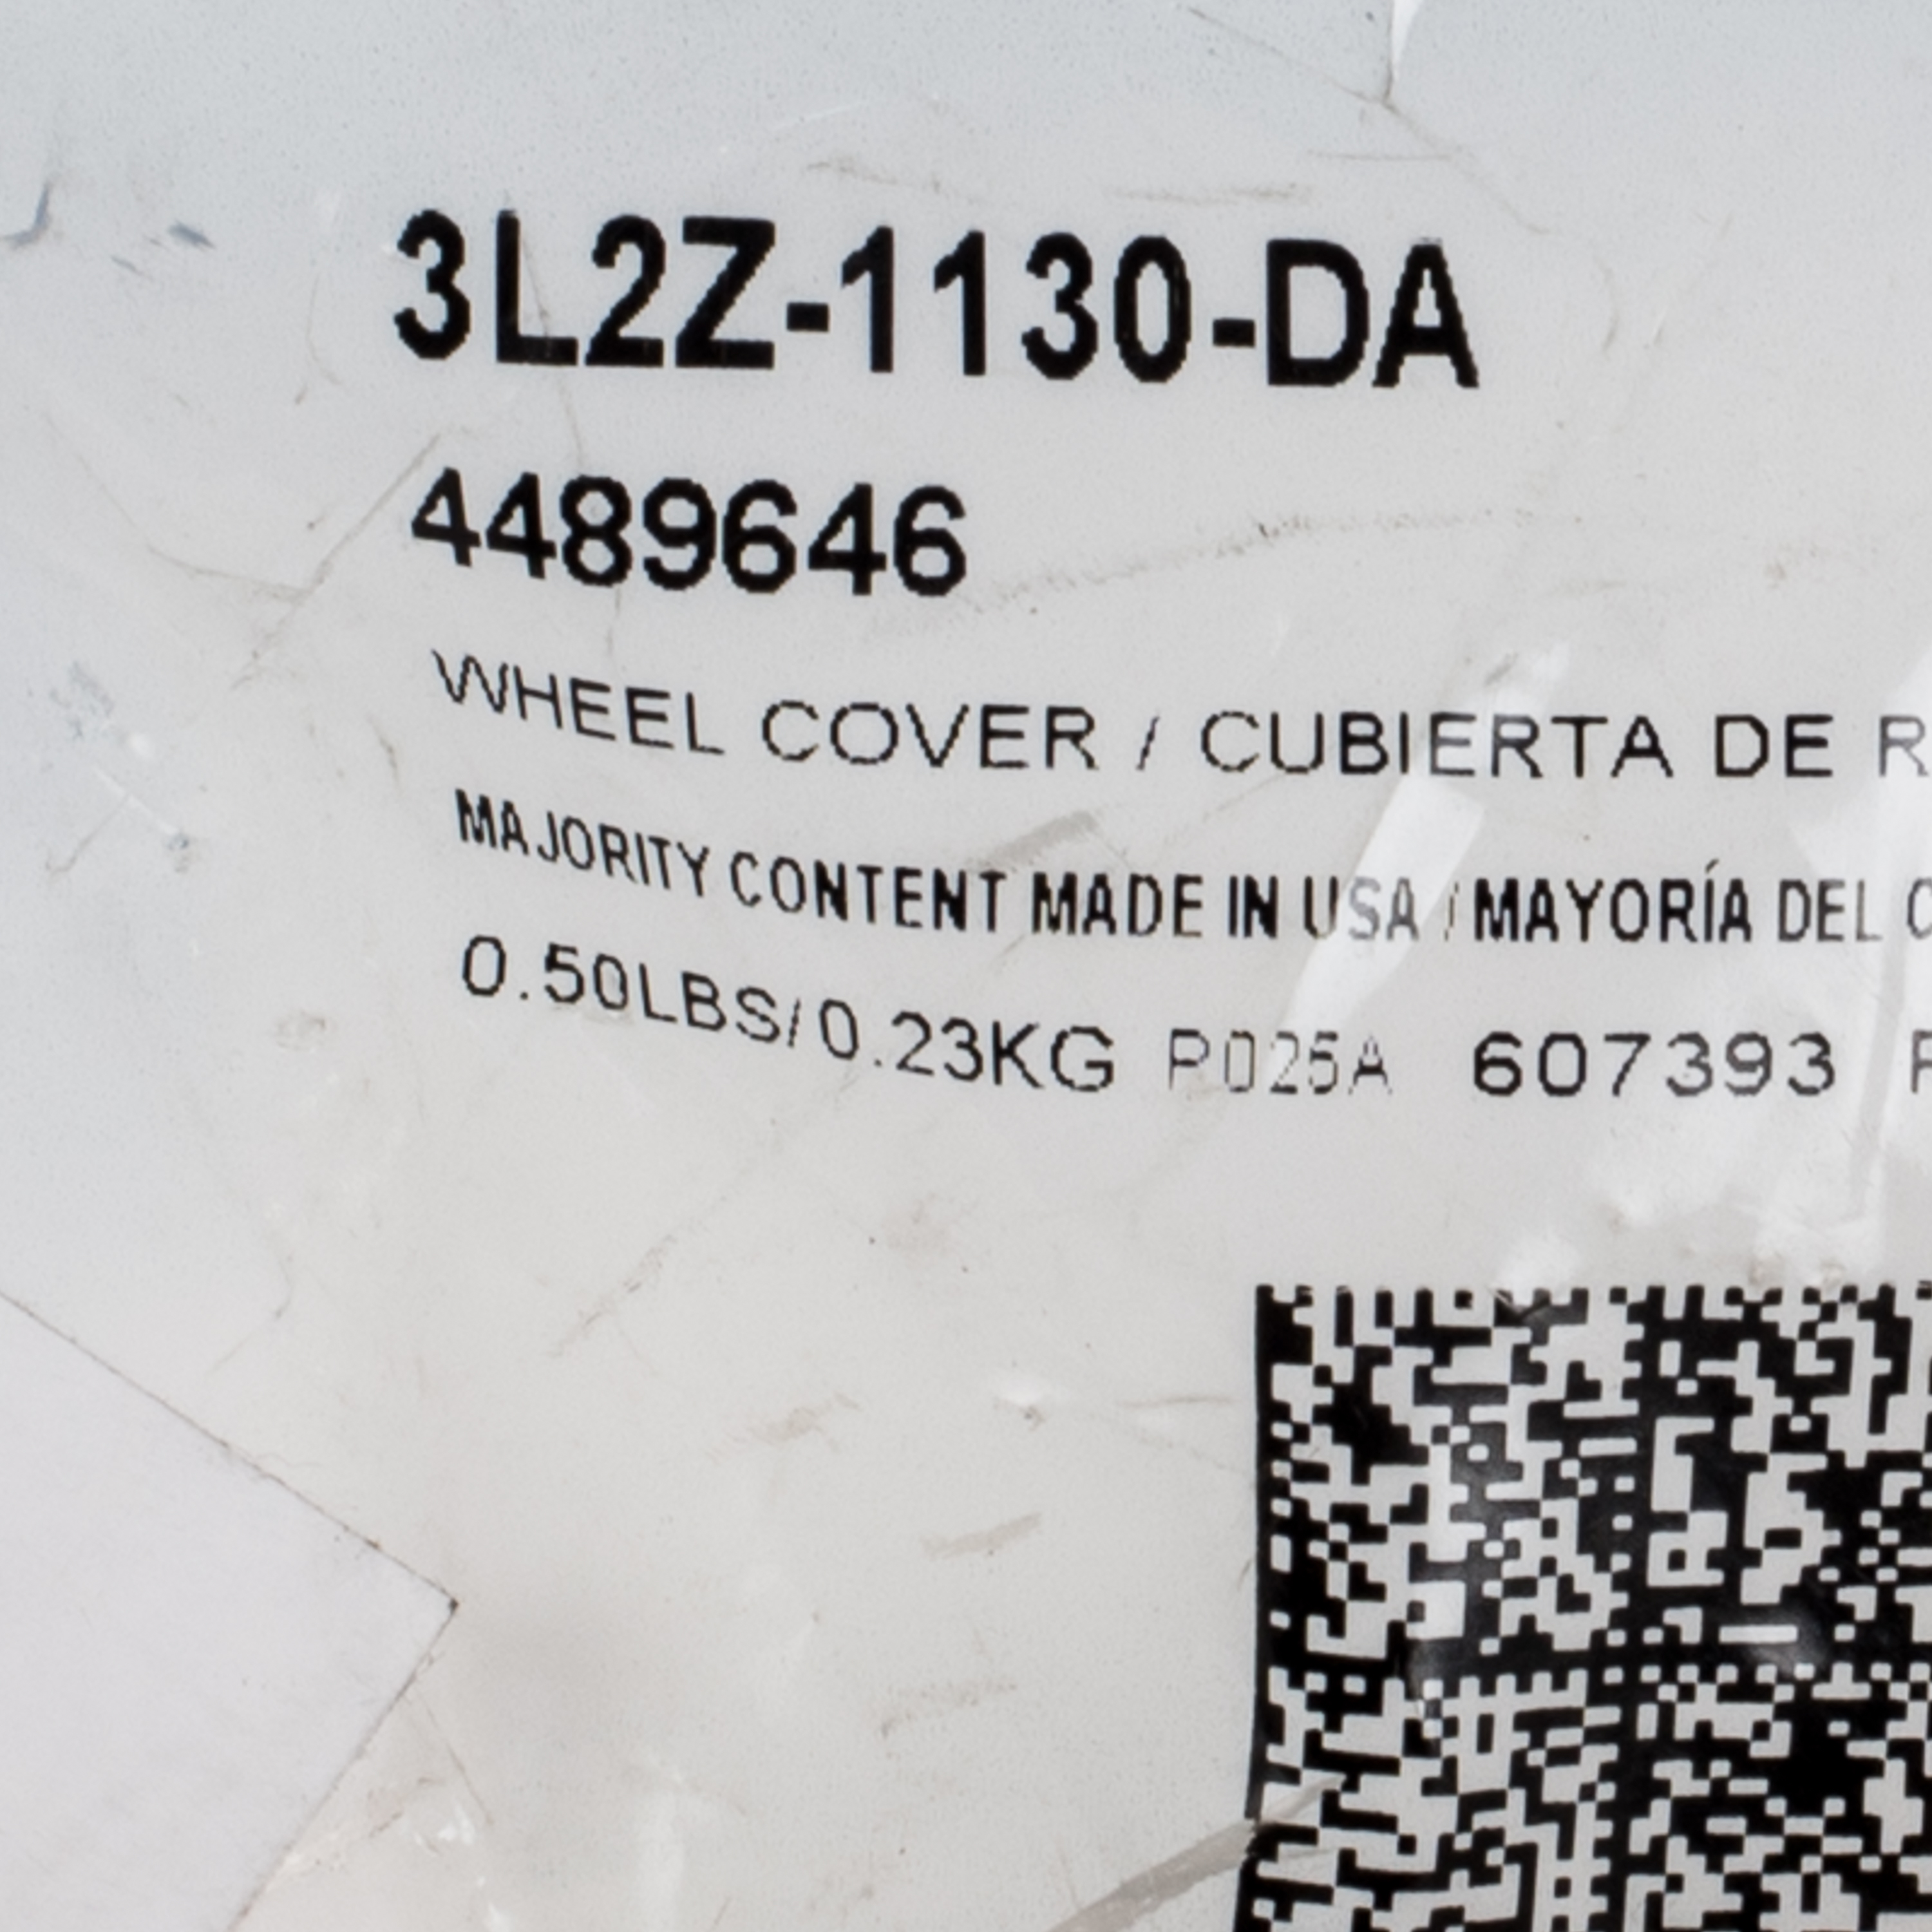 3L2Z-1130-DA
4489646
WHEEL COVER / CUBIERTA DE R
MAJORITY CONTENT MADE IN USA / MAYORÍA DEL
0.50LBS/0.23KG P025A 607393